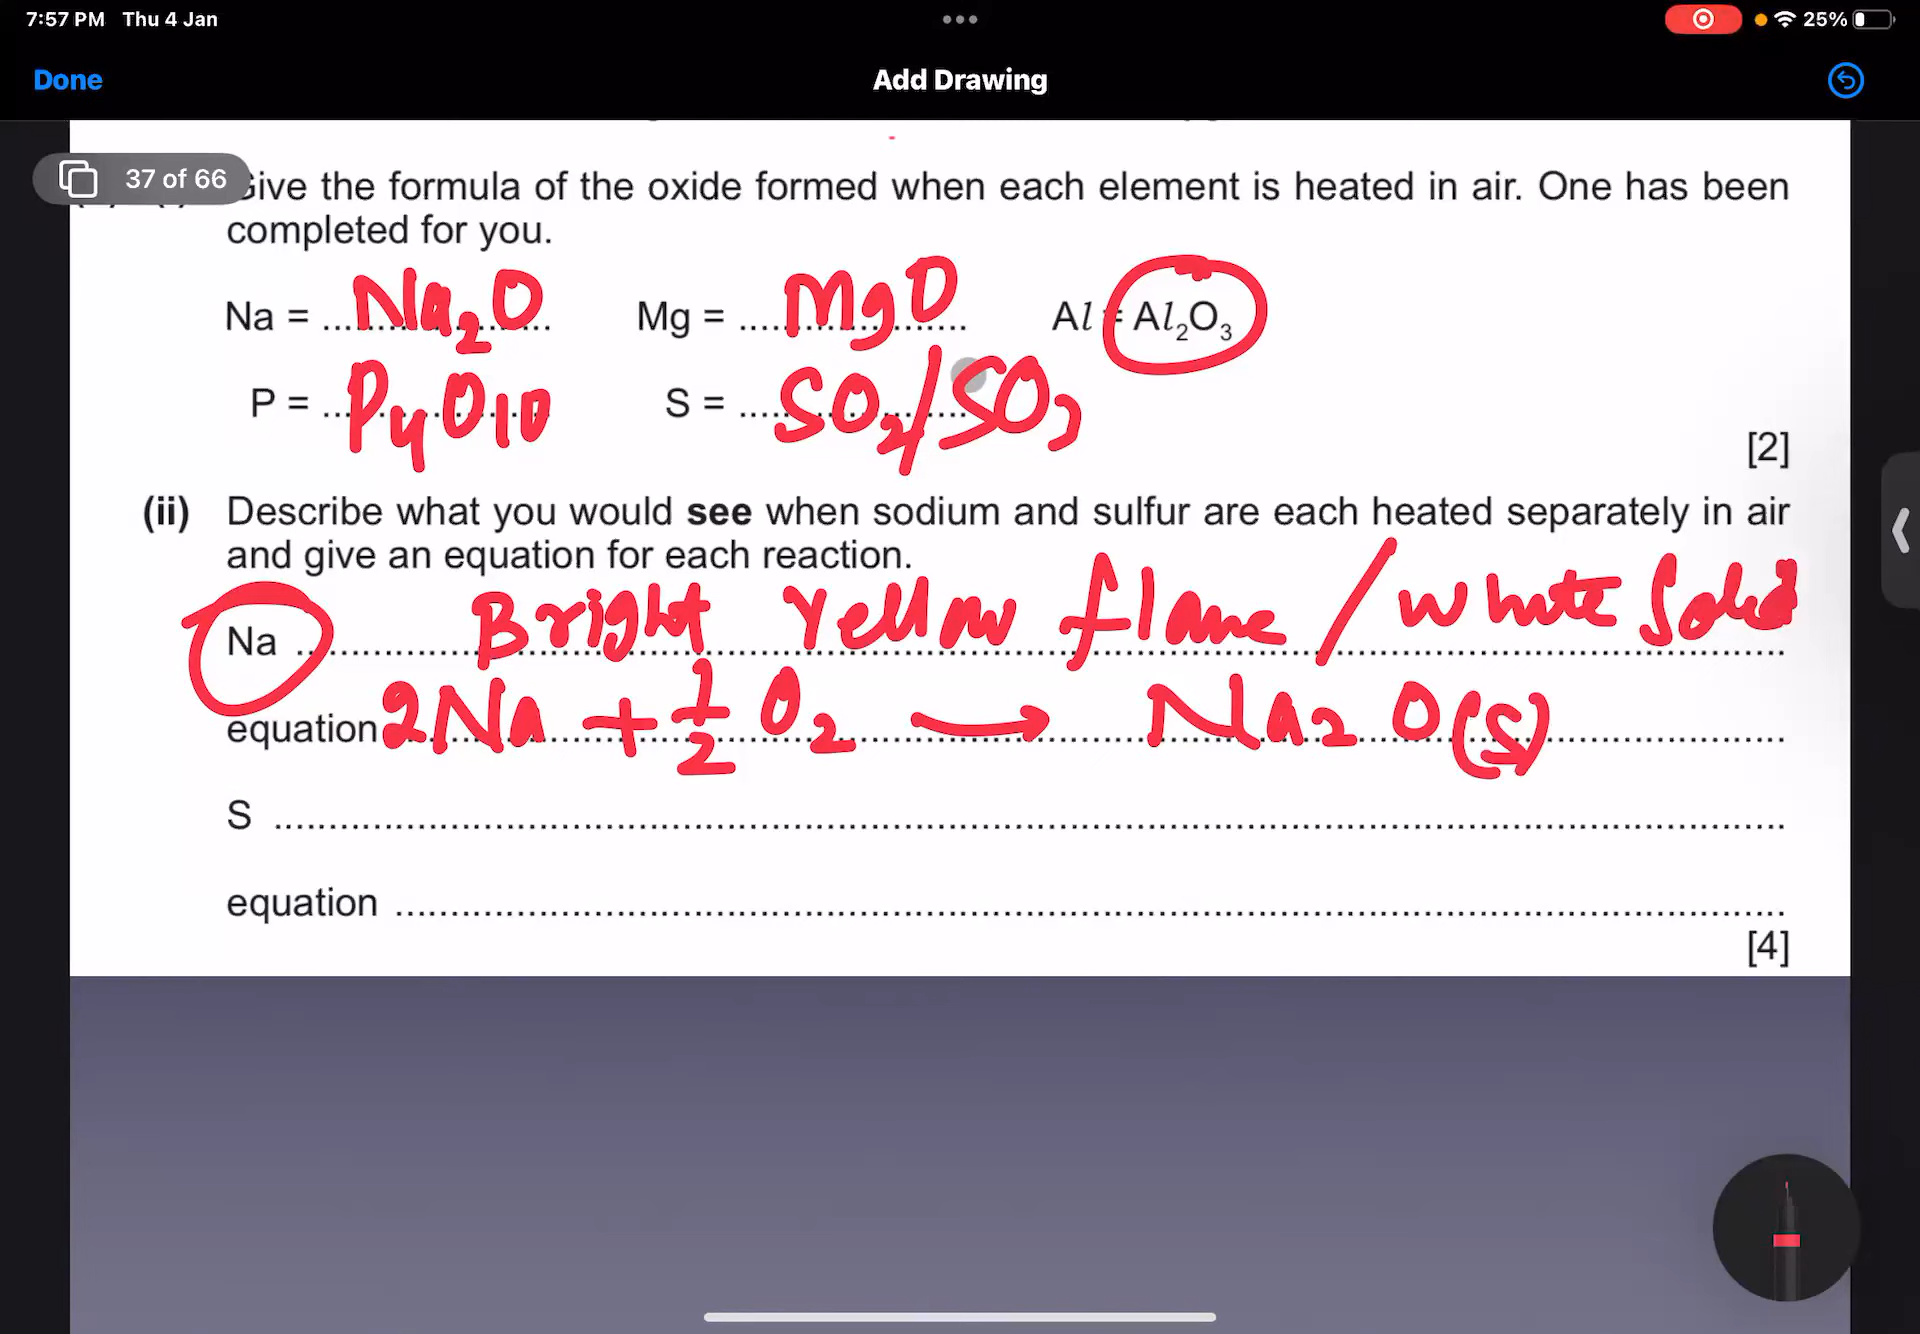 7:57 PM Thu 4 Jan
25%
Done
Add Drawing
37 of 66
Give the formula of the oxide formed when each element is heated in air. One has been
completed for you.
Na = Na₂O Mg = MgO Al = Al₂O₃
P = P4O10 S = SO₂/SO₃
[2]
(ii) Describe what you would see when sodium and sulfur are each heated separately in air
and give an equation for each reaction.
Na Bright Yellow flame / white Solid
equation 2Na + ½ O₂ → Na₂O(s)
S
equation
[4]